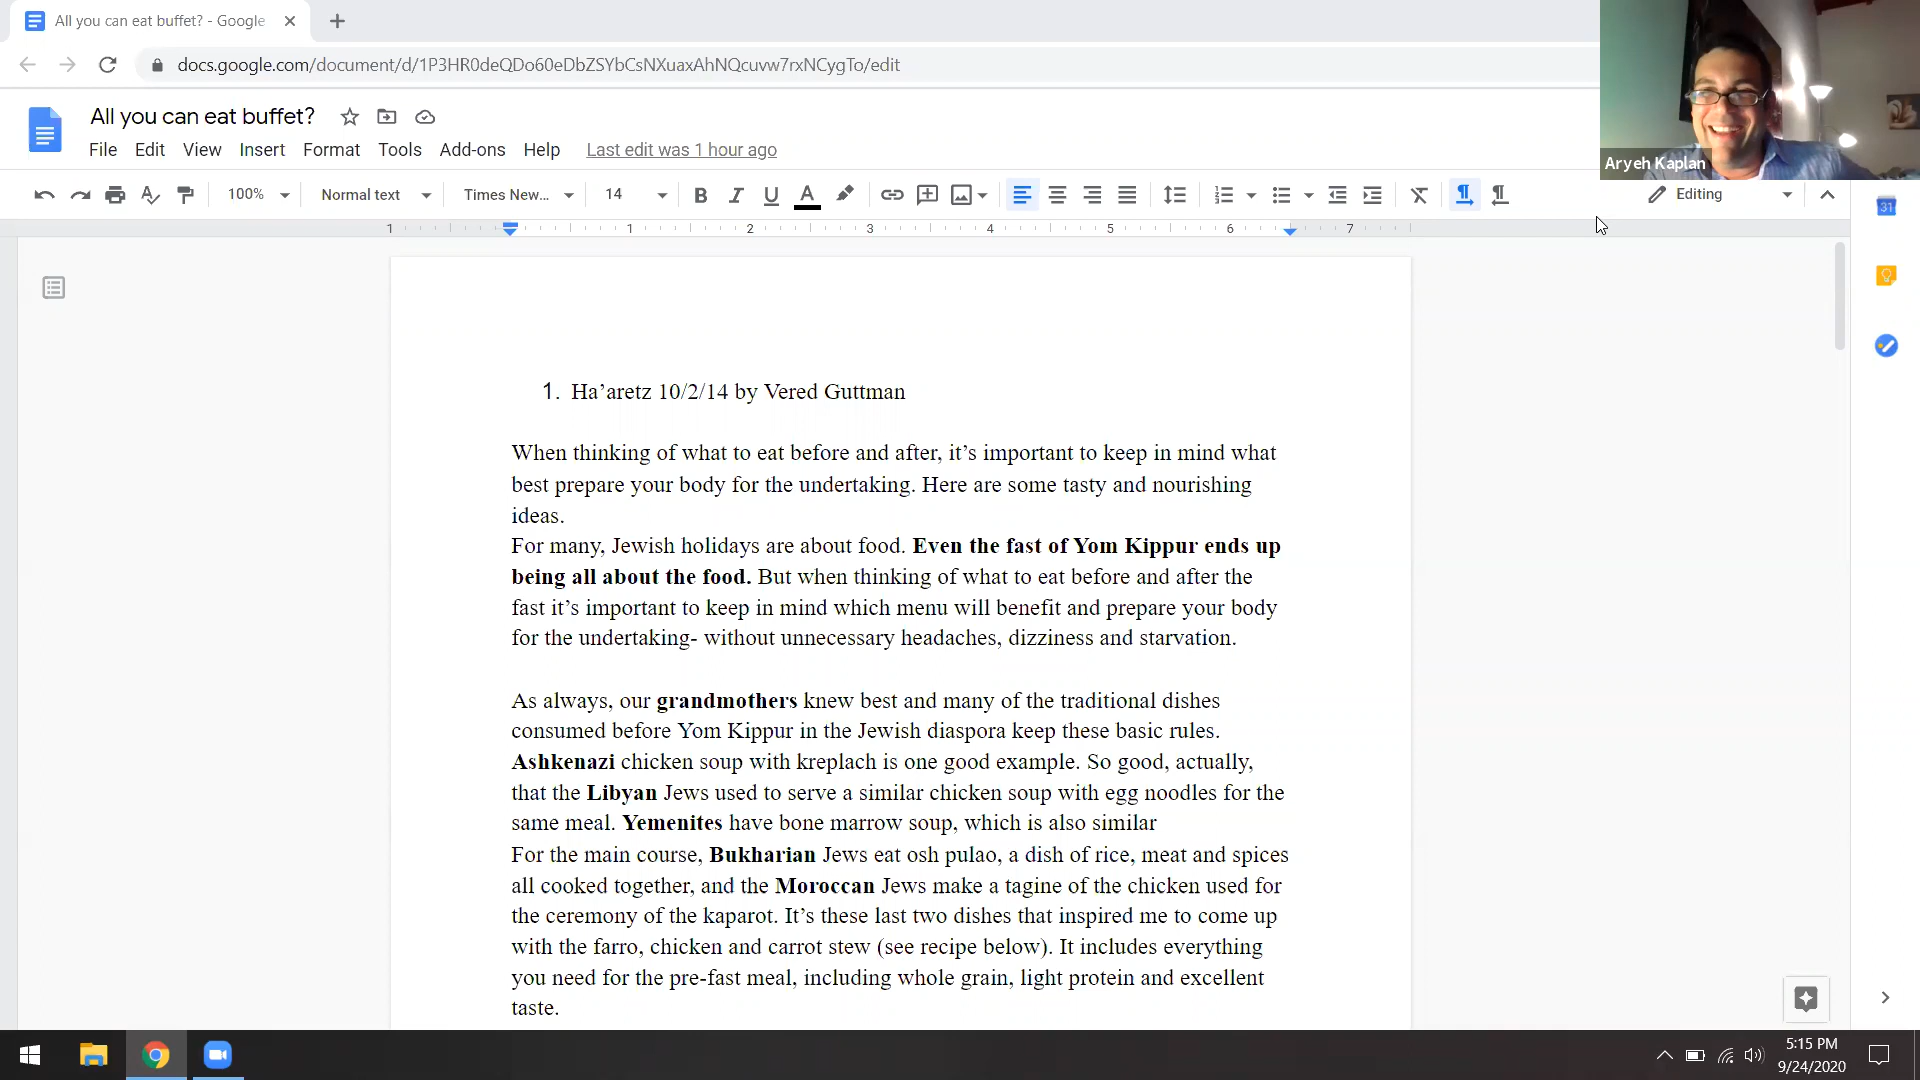 All you can eat buffet? - Google
docs.google.com/document/d/1P3HR0deQDo60eDbZSYbCsNXuaxAhNQcuvw7rxNCygTo/edit
All you can eat buffet?
File Edit View Insert Format Tools Add-ons Help Last edit was 1 hour ago
Aryeh Kaplan
100% Normal text Times New... 14 B I U A Editing
31
1 1 2 3 4 5 6 7
1. Ha’aretz 10/2/14 by Vered Guttman
When thinking of what to eat before and after, it’s important to keep in mind what
best prepare your body for the undertaking. Here are some tasty and nourishing
ideas.
For many, Jewish holidays are about food. Even the fast of Yom Kippur ends up
being all about the food. But when thinking of what to eat before and after the
fast it’s important to keep in mind which menu will benefit and prepare your body
for the undertaking- without unnecessary headaches, dizziness and starvation.
As always, our grandmothers knew best and many of the traditional dishes
consumed before Yom Kippur in the Jewish diaspora keep these basic rules.
Ashkenazi chicken soup with kreplach is one good example. So good, actually,
that the Libyan Jews used to serve a similar chicken soup with egg noodles for the
same meal. Yemenites have bone marrow soup, which is also similar
For the main course, Bukharian Jews eat osh pulao, a dish of rice, meat and spices
all cooked together, and the Moroccan Jews make a tagine of the chicken used for
the ceremony of the kaparot. It’s these last two dishes that inspired me to come up
with the farro, chicken and carrot stew (see recipe below). It includes everything
you need for the pre-fast meal, including whole grain, light protein and excellent
taste.
5:15 PM
9/24/2020